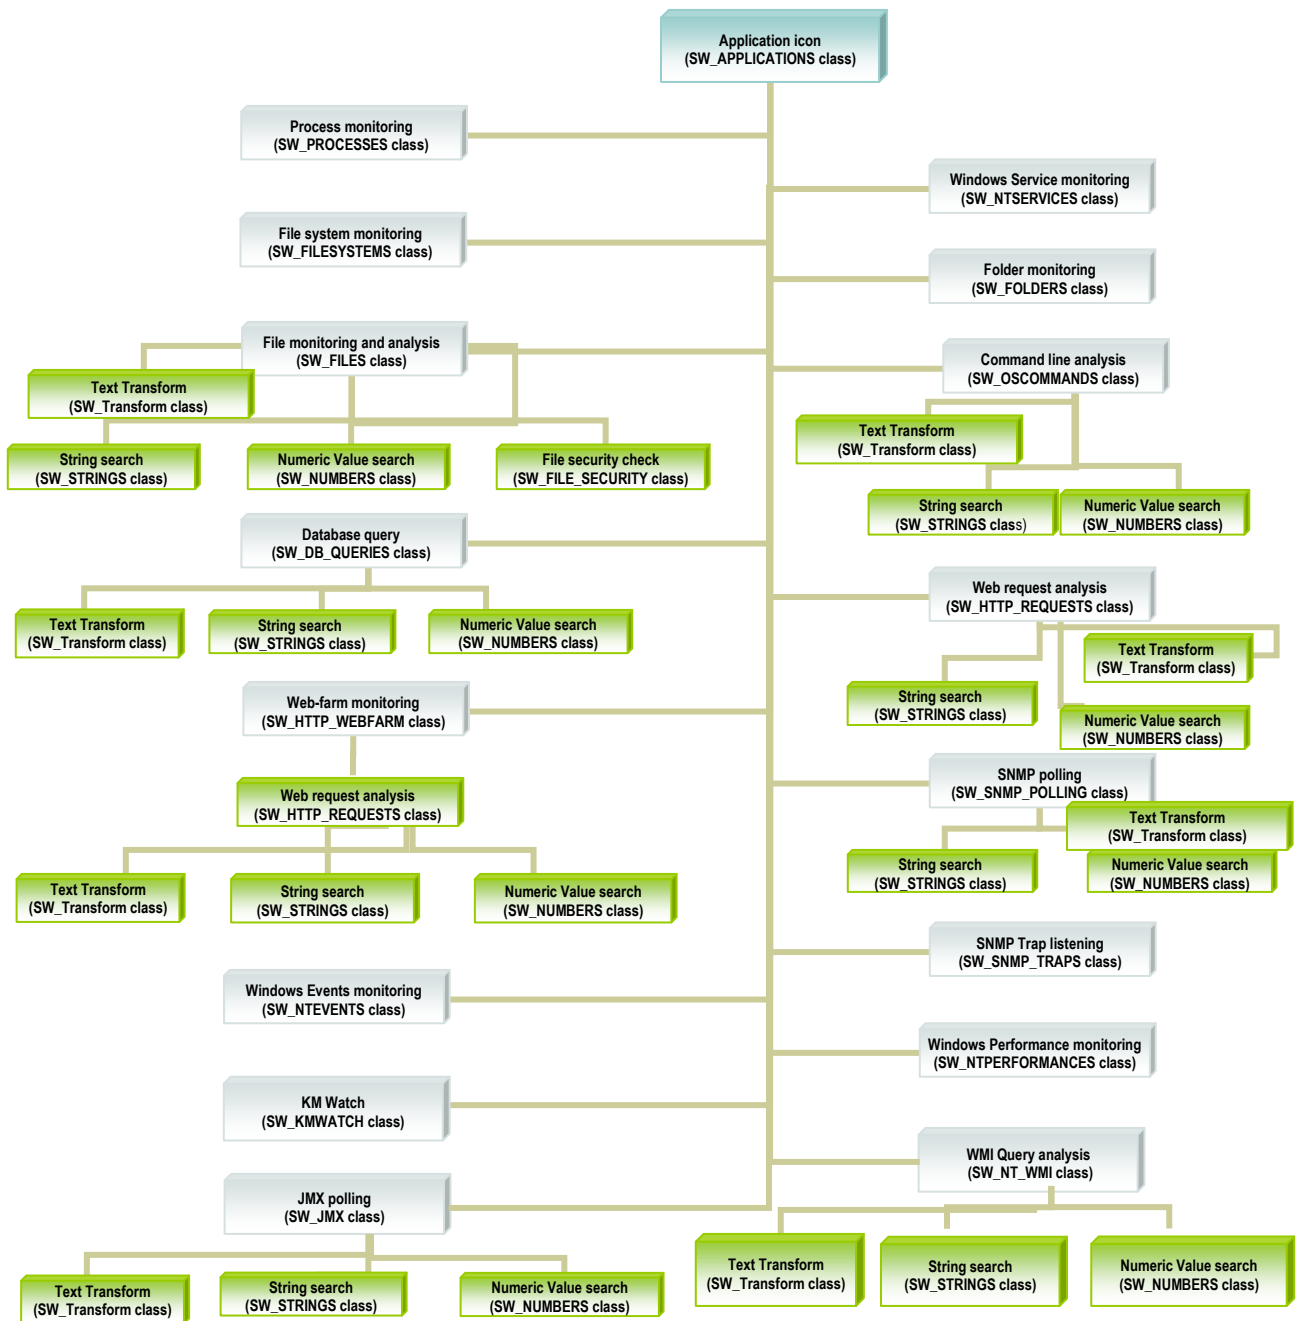 Application icon
(SW_APPLICATIONS class)
Process monitoring
(SW_PROCESSES class)
Windows Service monitoring
(SW_NTSERVICES class)
File system monitoring
(SW_FILESYSTEMS class)
Folder monitoring
(SW_FOLDERS class)
File monitoring and analysis
(SW_FILES class)
Text Transform
(SW_Transform class)
String search
(SW_STRINGS class)
Numeric Value search
(SW_NUMBERS class)
File security check
(SW_FILE_SECURITY class)
Command line analysis
(SW_OSCOMMANDS class)
Text Transform
(SW_Transform class)
String search
(SW_STRINGS class)
Numeric Value search
(SW_NUMBERS class)
Database query
(SW_DB_QUERIES class)
Text Transform
(SW_Transform class)
String search
(SW_STRINGS class)
Numeric Value search
(SW_NUMBERS class)
Web request analysis
(SW_HTTP_REQUESTS class)
Text Transform
(SW_Transform class)
String search
(SW_STRINGS class)
Numeric Value search
(SW_NUMBERS class)
Web-farm monitoring
(SW_HTTP_WEBFARM class)
Web request analysis
(SW_HTTP_REQUESTS class)
Text Transform
(SW_Transform class)
String search
(SW_STRINGS class)
Numeric Value search
(SW_NUMBERS class)
SNMP polling
(SW_SNMP_POLLING class)
Text Transform
(SW_Transform class)
String search
(SW_STRINGS class)
Numeric Value search
(SW_NUMBERS class)
SNMP Trap listening
(SW_SNMP_TRAPS class)
Windows Events monitoring
(SW_NTEVENTS class)
Windows Performance monitoring
(SW_NTPERFORMANCES class)
KM Watch
(SW_KMWATCH class)
WMI Query analysis
(SW_NT_WMI class)
Text Transform
(SW_Transform class)
String search
(SW_STRINGS class)
Numeric Value search
(SW_NUMBERS class)
JMX polling
(SW_JMX class)
Text Transform
(SW_Transform class)
String search
(SW_STRINGS class)
Numeric Value search
(SW_NUMBERS class)